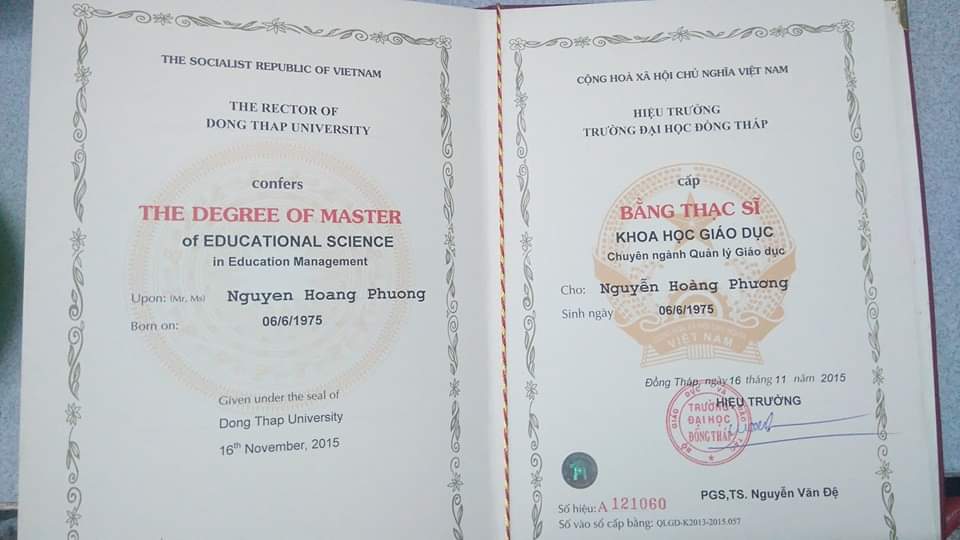 THE SOCIALIST REPUBLIC OF VIETNAM
THE RECTOR OF
DONG THAP UNIVERSITY
confers
THE DEGREE OF MASTER
of EDUCATIONAL SCIENCE
in Education Management
Upon: (Mr, Ms) Nguyen Hoang Phuong
Born on: 06/6/1975
Given under the seal of
Dong Thap University
16th November, 2015
CỘNG HOÀ XÃ HỘI CHỦ NGHĨA VIỆT NAM
HIỆU TRƯỞNG
TRƯỜNG ĐẠI HỌC ĐỒNG THÁP
cấp
BẰNG THẠC SĨ
KHOA HỌC GIÁO DỤC
Chuyên ngành Quản lý Giáo dục
Cho: Nguyễn Hoàng Phương
Sinh ngày 06/6/1975
VIỆT NAM
Đồng Tháp, ngày 16 tháng 11 năm 2015
HIỆU TRƯỞNG
TRƯỜNG
ĐẠI HỌC
ĐỒNG THÁP
PGS,TS. Nguyễn Văn Đệ
Số hiệu: A 121060
Số vào sổ cấp bằng: QLGD-K2013-2015.057